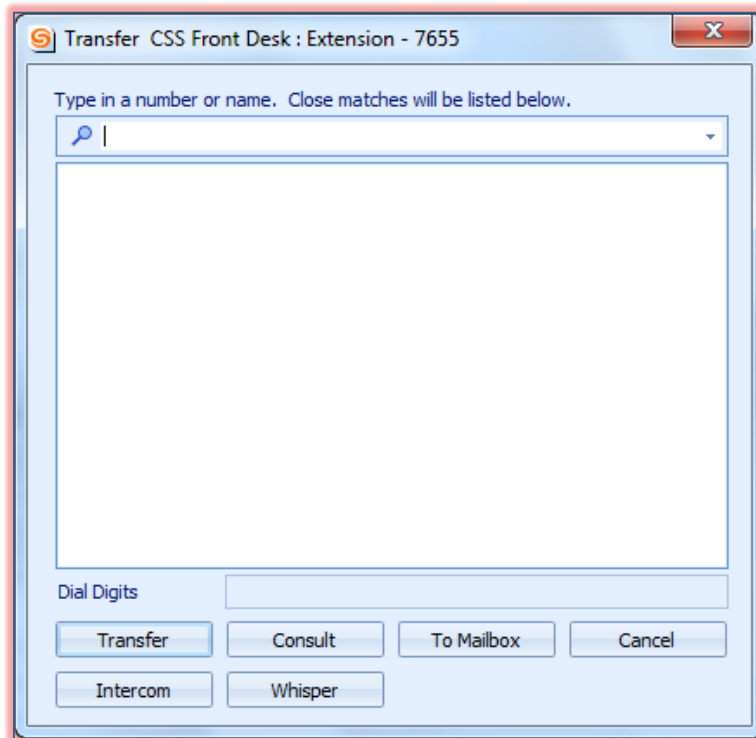 Transfer CSS Front Desk : Extension - 7655
Type in a number or name. Close matches will be listed below.
Dial Digits
Transfer Consult To Mailbox Cancel
Intercom Whisper